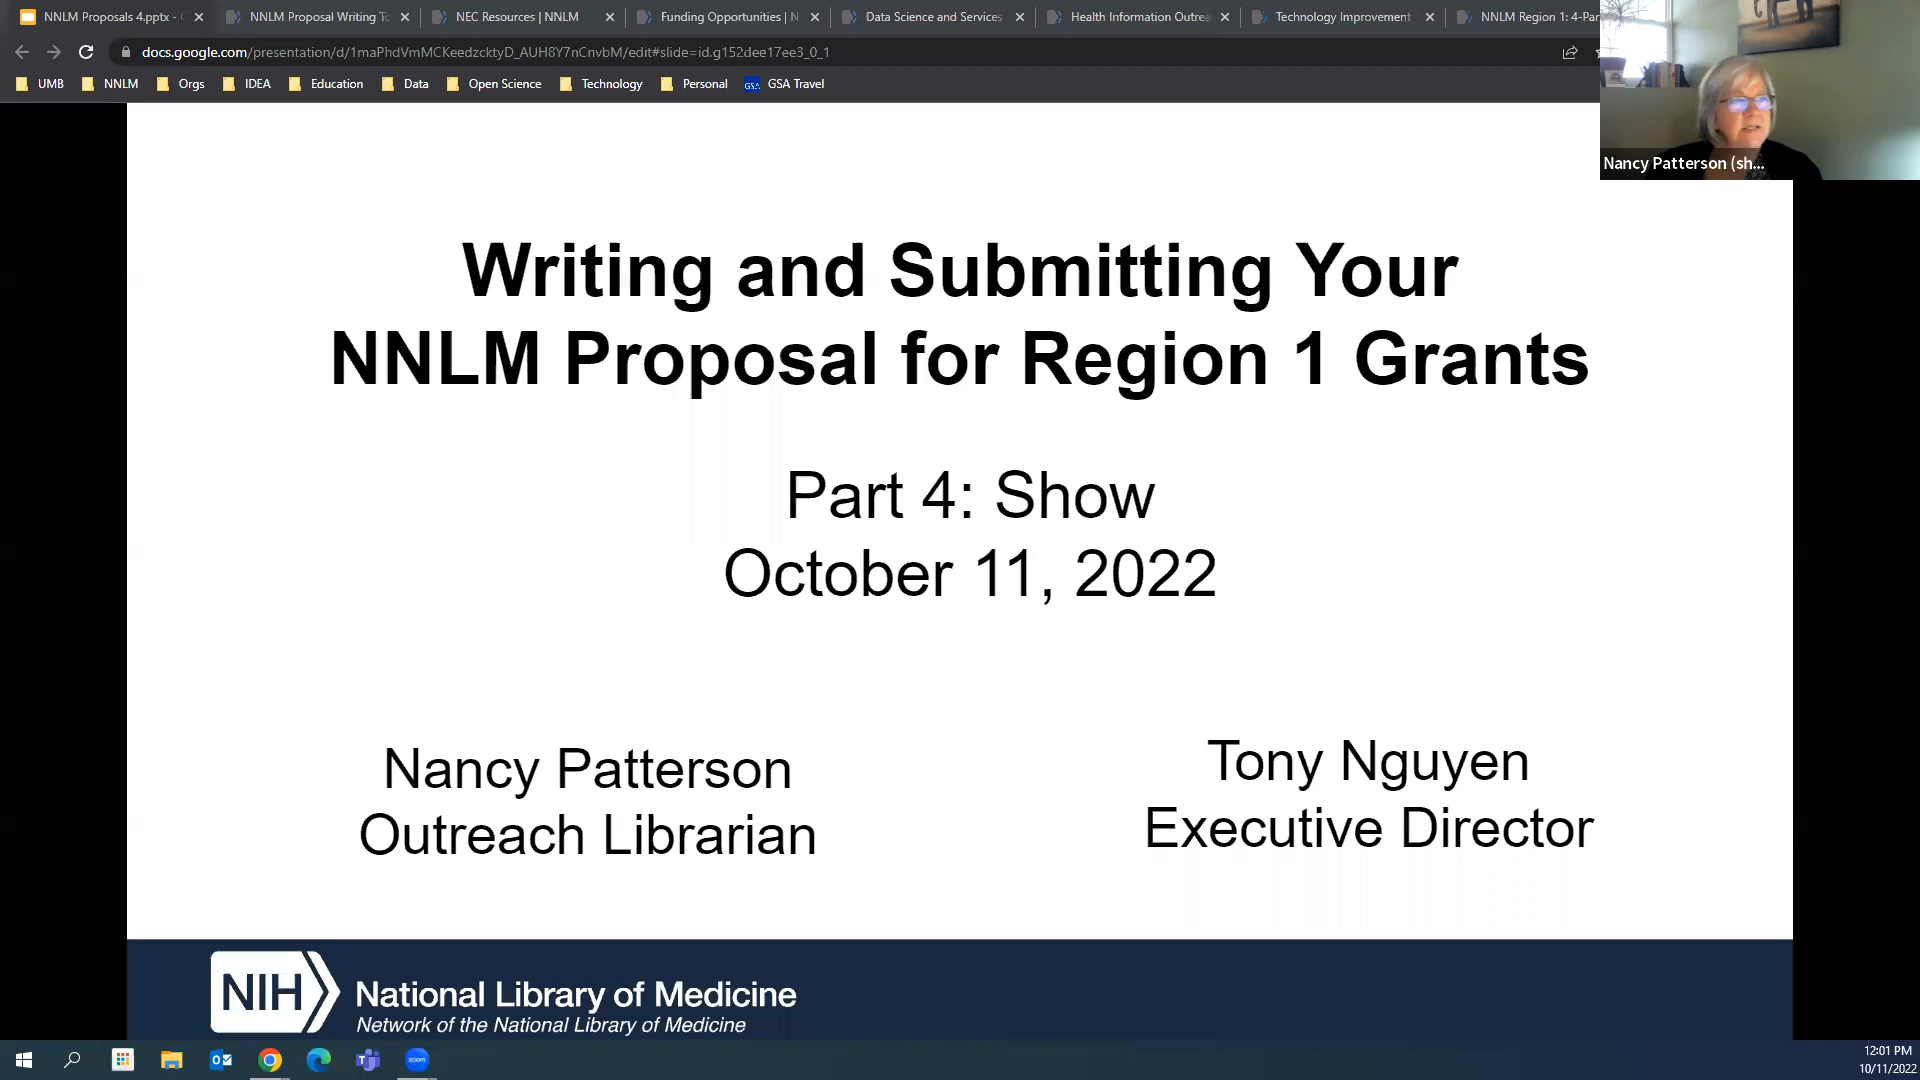 NNLM Proposals 4.pptx -
NNLM Proposal Writing To
NEC Resources | NNLM
Funding Opportunities | N
Data Science and Services
Health Information Outrea
Technology Improvement
NNLM Region 1: 4-Par
docs.google.com/presentation/d/1maPhdVmMCKeedzcktyD_AUH8Y7nCnvbM/edit#slide=id.g152dee17ee3_0_1
UMB
NNLM
Orgs
IDEA
Education
Data
Open Science
Technology
Personal
GSA
GSA Travel
Nancy Patterson (sh...
Writing and Submitting Your
NNLM Proposal for Region 1 Grants
Part 4: Show
October 11, 2022
Nancy Patterson
Outreach Librarian
Tony Nguyen
Executive Director
NIH
National Library of Medicine
Network of the National Library of Medicine
zoom
12:01 PM
10/11/2022